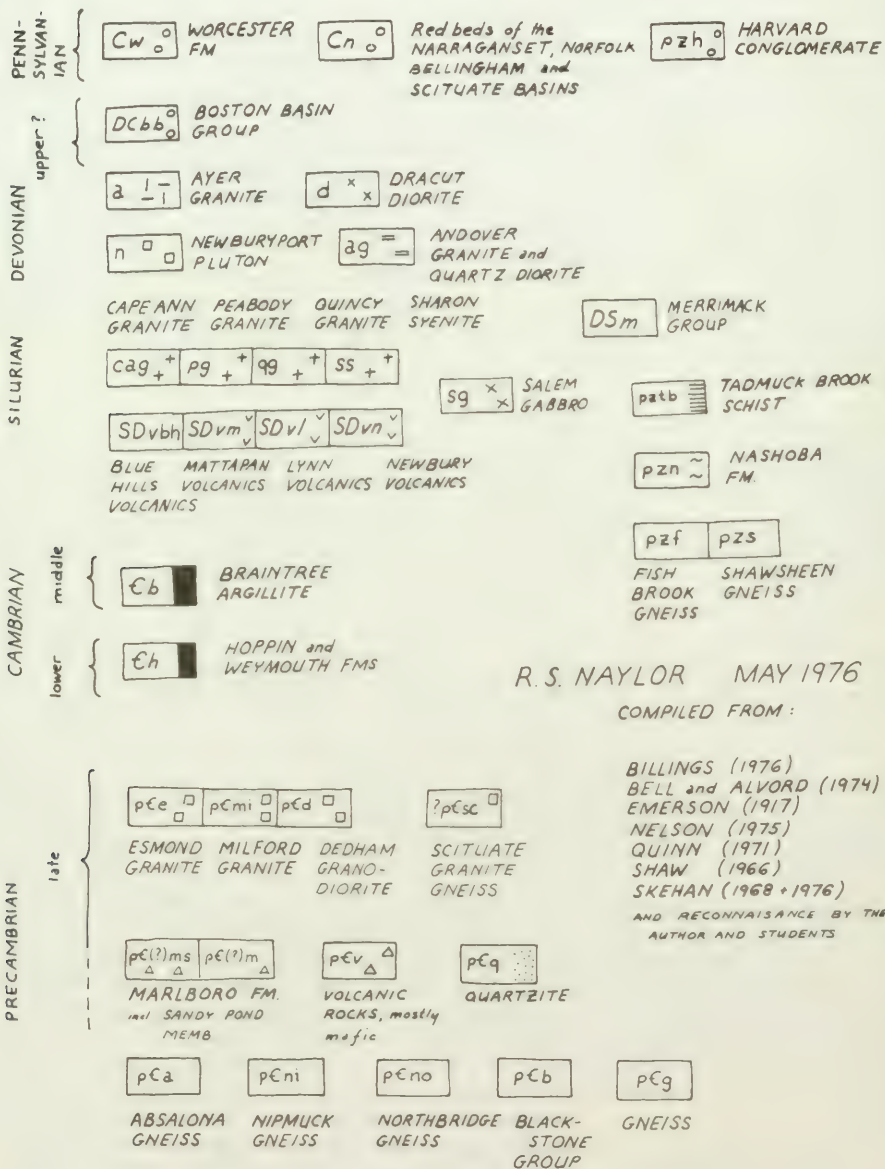 PENN-
SYLVAN-
IAN
Cw
WORCESTER
FM
Cn
Red beds of the
NARRAGANSET, NORFOLK
BELLINGHAM and
SCITUATE BASINS
pzh
HARVARD
CONGLOMERATE
upper ?
DCbb
BOSTON BASIN
GROUP
DEVONIAN
a
AYER
GRANITE
d
DRACUT
DIORITE
n
NEWBURYPORT
PLUTON
ag
ANDOVER
GRANITE and
QUARTZ DIORITE
SILURIAN
CAPE ANN
GRANITE
PEABODY
GRANITE
QUINCY
GRANITE
SHARON
SYENITE
DSm
MERRIMACK
GROUP
cag
pg
qg
ss
sg
SALEM
GABBRO
patb
TADMUCK BROOK
SCHIST
SDvbh
SDvm
SDvl
SDvn
BLUE
HILLS
VOLCANICS
MATTAPAN
VOLCANICS
LYNN
VOLCANICS
NEWBURY
VOLCANICS
pzn
NASHOBA
FM.
pzf
pzs
FISH
BROOK
GNEISS
SHAWSHEEN
GNEISS
CAMBRIAN
middle
Єb
BRAINTREE
ARGILLITE
lower
Єh
HOPPIN and
WEYMOUTH FMS
R.S. NAYLOR MAY 1976
COMPILED FROM :
BILLINGS (1976)
BELL and ALVORD (1974)
EMERSON (1917)
NELSON (1975)
QUINN (1971)
SHAW (1966)
SKEHAN (1968 + 1976)
AND RECONNAISANCE BY THE
AUTHOR AND STUDENTS
PRECAMBRIAN
late
pЄe
pЄmi
pЄd
?pЄsc
ESMOND
GRANITE
MILFORD
GRANITE
DEDHAM
GRANO-
DIORITE
SCITUATE
GRANITE
GNEISS
pЄ(?)ms
pЄ(?)m
pЄv
pЄq
MARLBORO FM.
incl SANDY POND
MEMB
VOLCANIC
ROCKS, mostly
mafic
QUARTZITE
pЄa
pЄni
pЄno
pЄb
pЄg
ABSALONA
GNEISS
NIPMUCK
GNEISS
NORTHBRIDGE
GNEISS
BLACK-
STONE
GROUP
GNEISS